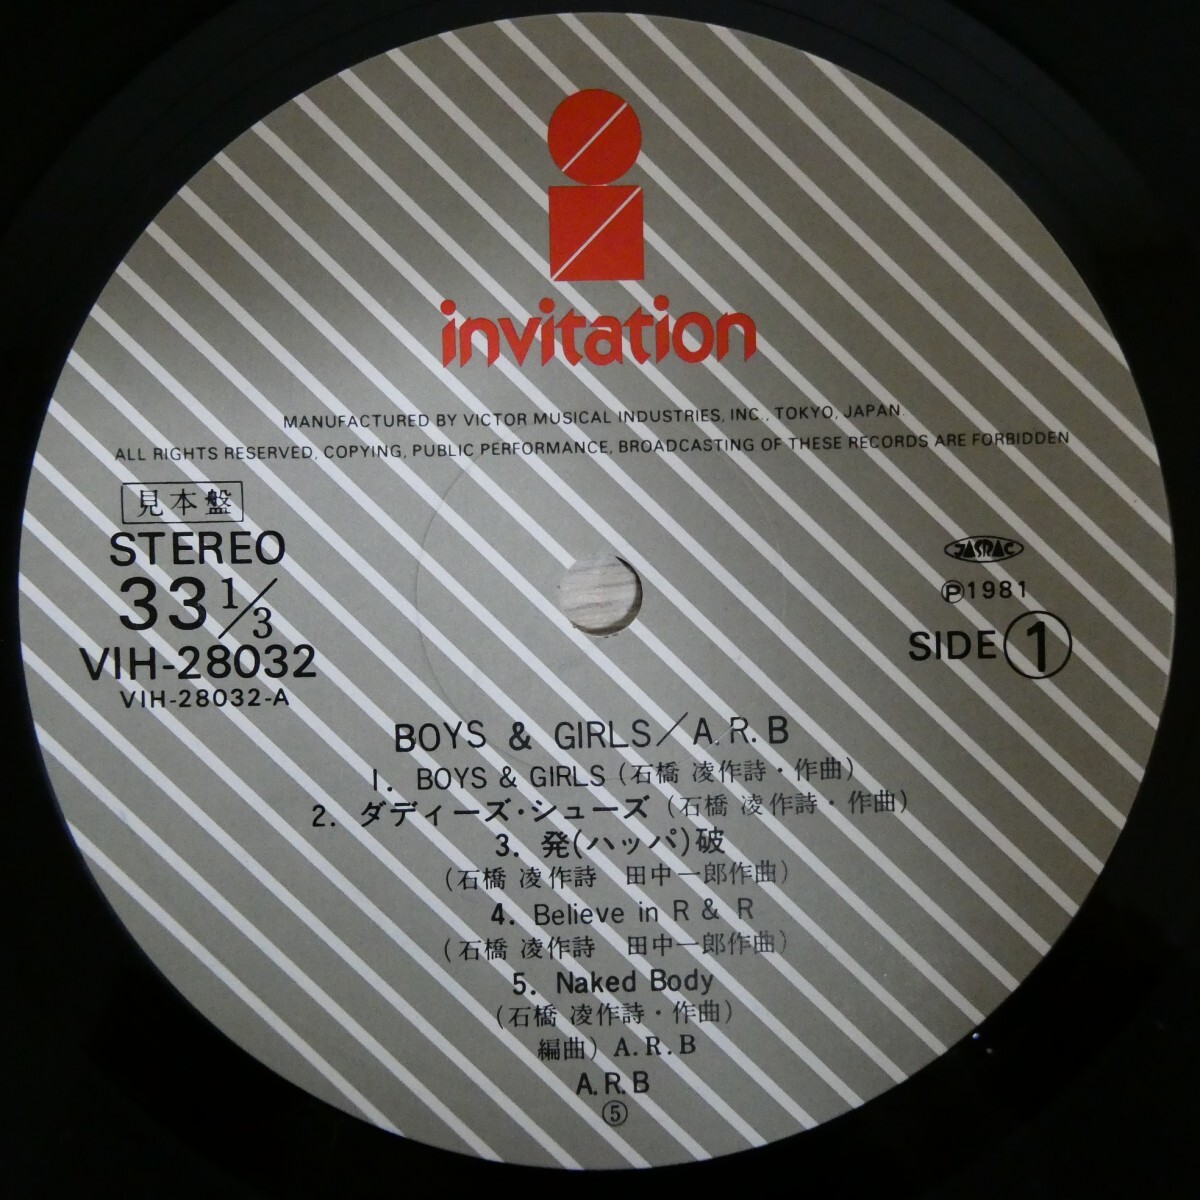 invitation
MANUFACTURED BY VICTOR MUSICAL INDUSTRIES, INC., TOKYO, JAPAN.
ALL RIGHTS RESERVED, COPYING, PUBLIC PERFORMANCE, BROADCASTING OF THESE RECORDS ARE FORBIDDEN
見本盤
STEREO
33 1/3
VIH-28032
VIH-28032-A
JASRAC
Ⓟ1981
SIDE ①
BOYS & GIRLS/A.R.B
1. BOYS & GIRLS (石橋 凌作詩・作曲)
2. ダディーズ・シューズ (石橋 凌作詩・作曲)
3. 発(ハッパ)破
(石橋 凌作詩 田中一郎作曲)
4. Believe in R & R
(石橋 凌作詩 田中一郎作曲)
5. Naked Body
(石橋 凌作詩・作曲)
編曲) A.R.B
A.R.B
⑤